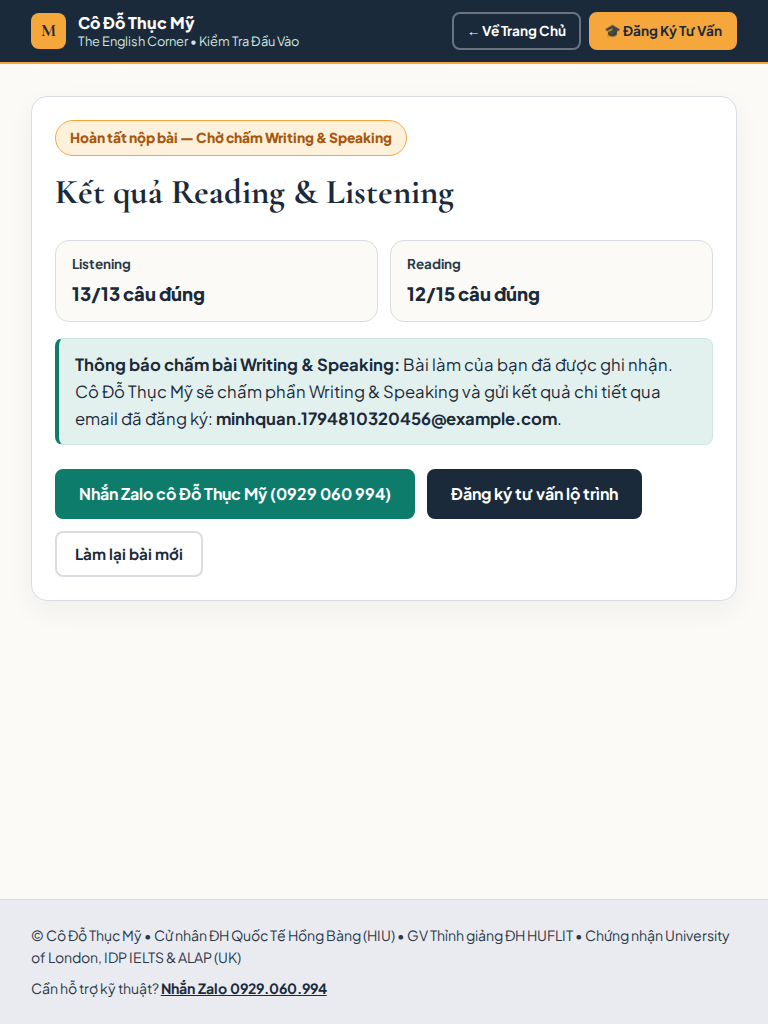 M
Cô Đỗ Thục Mỹ
The English Corner • Kiểm Tra Đầu Vào
← Về Trang Chủ
🎓 Đăng Ký Tư Vấn
Hoàn tất nộp bài — Chờ chấm Writing & Speaking
Kết quả Reading & Listening
Listening
13/13 câu đúng
Reading
12/15 câu đúng
Thông báo chấm bài Writing & Speaking: Bài làm của bạn đã được ghi nhận.
Cô Đỗ Thục Mỹ sẽ chấm phần Writing & Speaking và gửi kết quả chi tiết qua
email đã đăng ký: minhquan.1794810320456@example.com.
Nhắn Zalo cô Đỗ Thục Mỹ (0929 060 994)
Đăng ký tư vấn lộ trình
Làm lại bài mới
© Cô Đỗ Thục Mỹ • Cử nhân ĐH Quốc Tế Hồng Bàng (HIU) • GV Thỉnh giảng ĐH HUFLIT • Chứng nhận University
of London, IDP IELTS & ALAP (UK)
Cần hỗ trợ kỹ thuật? Nhắn Zalo 0929.060.994